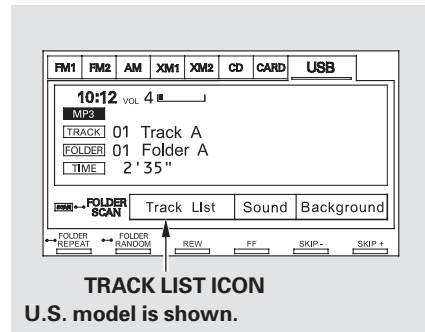 FM1 FM2 AM XM1 XM2 CD CARD USB
10:12 VOL 4
MP3
TRACK 01 Track A
FOLDER 01 Folder A
TIME 2'35"
SCAN FOLDER SCAN Track List Sound Background
FOLDER REPEAT FOLDER RANDOM REW FF SKIP - SKIP +
TRACK LIST ICON
U.S. model is shown.